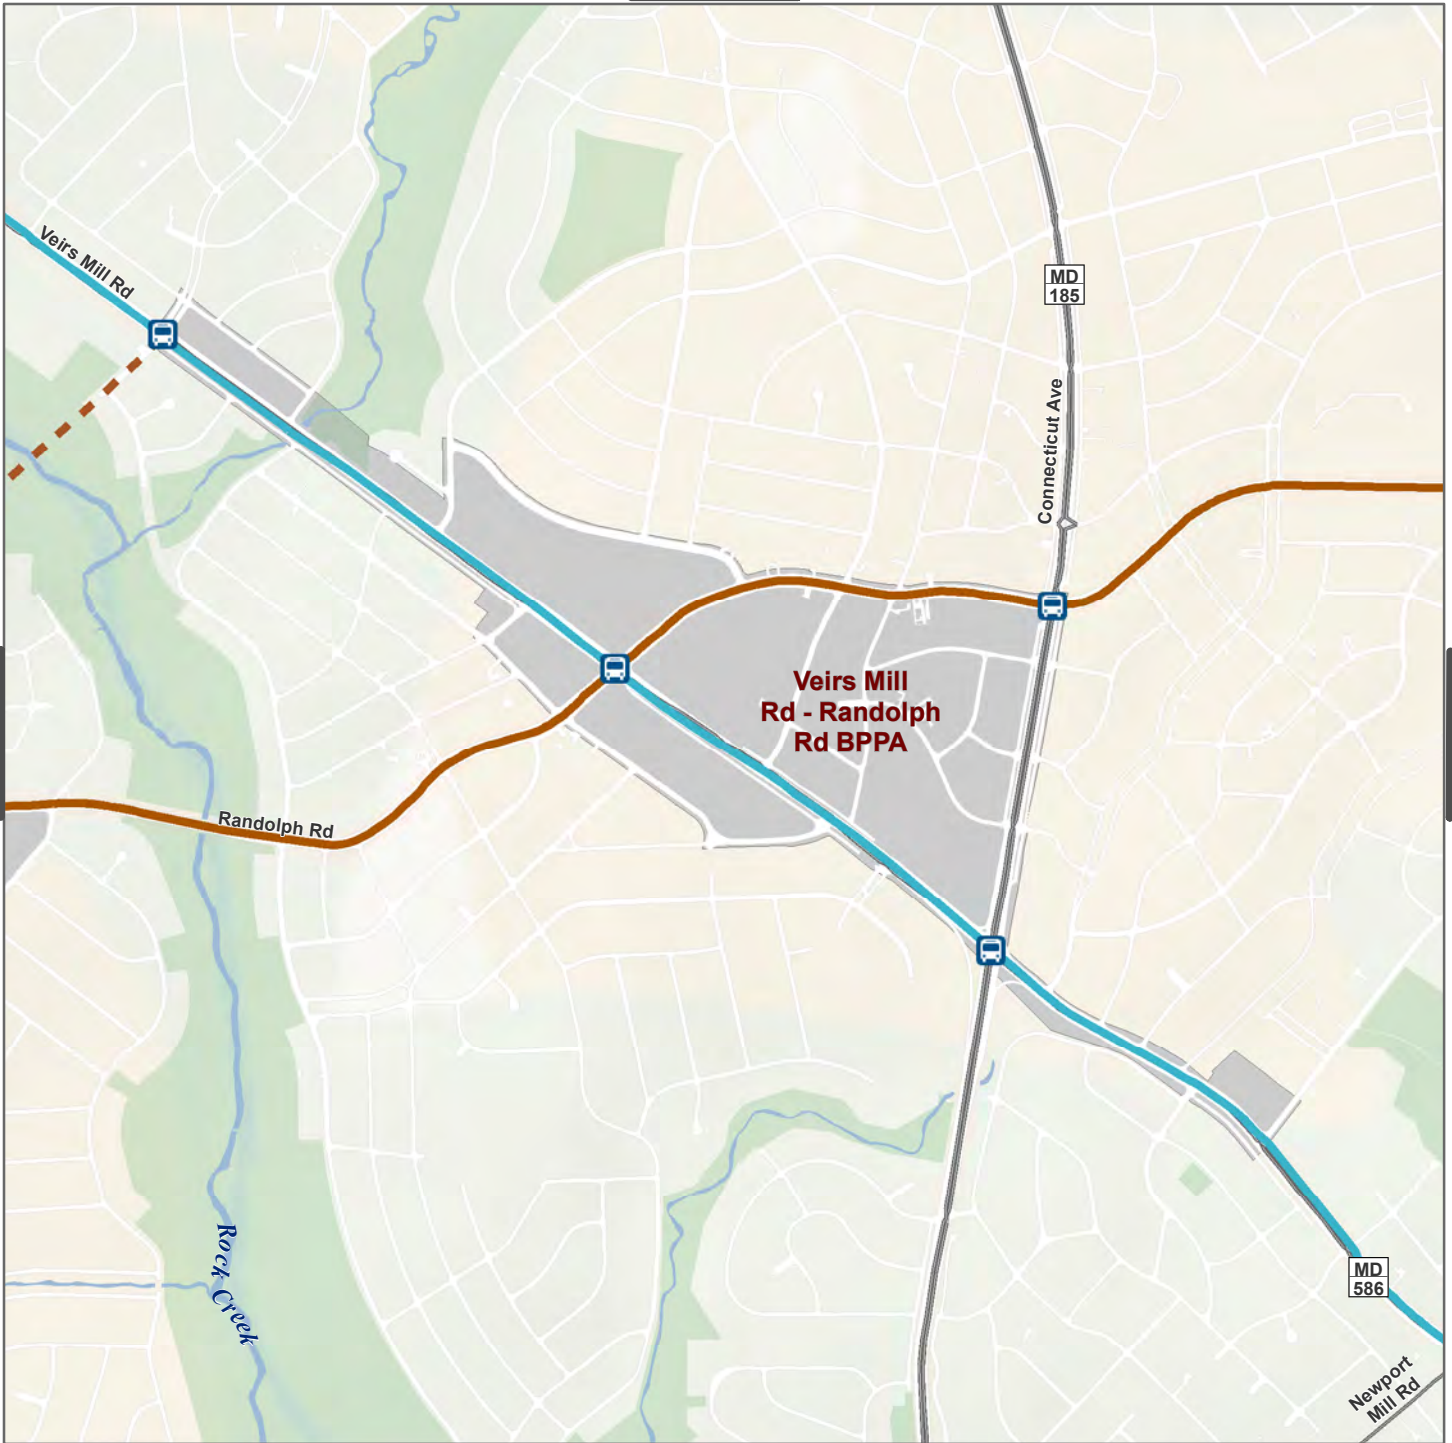 Veirs Mill Rd
MD
185
Connecticut Ave
Veirs Mill
Rd - Randolph
Rd BPPA
Randolph Rd
Rock Creek
MD
586
Newport
Mill Rd